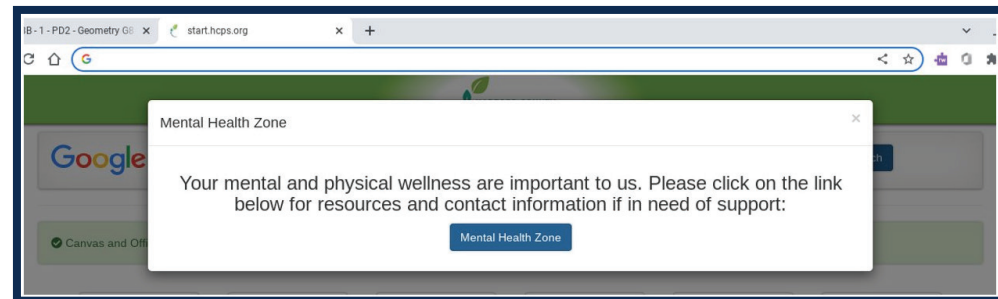 IB - 1 - PD2 - Geometry GB
start.hcps.org
Mental Health Zone
Google
Your mental and physical wellness are important to us. Please click on the link
below for resources and contact information if in need of support:
Canvas and Offi
Mental Health Zone